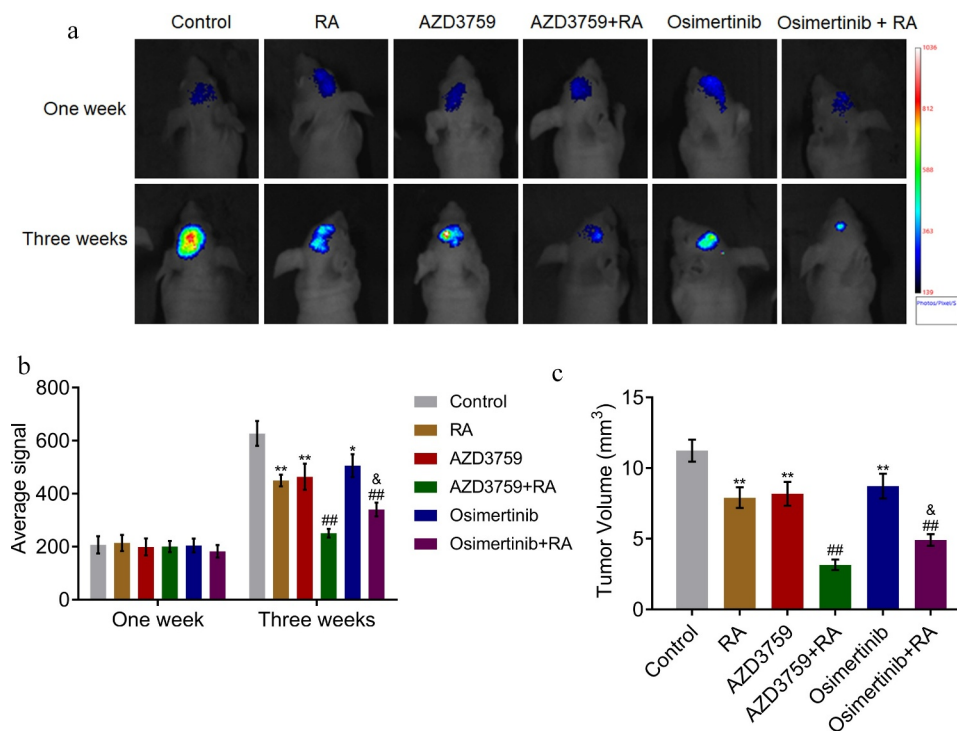 a
Control RA AZD3759 AZD3759+RA Osimertinib Osimertinib + RA
One week
Three weeks
1036
812
588
363
139
Photos/Pixel/S
b
Average signal
800
600
400
200
0
** ** ## * & ##
One week Three weeks
Control
RA
AZD3759
AZD3759+RA
Osimertinib
Osimertinib+RA
c
Tumor Volume (mm³)
15
10
5
0
** ** ## ** & ##
Control RA AZD3759 AZD3759+RA Osimertinib Osimertinib+RA